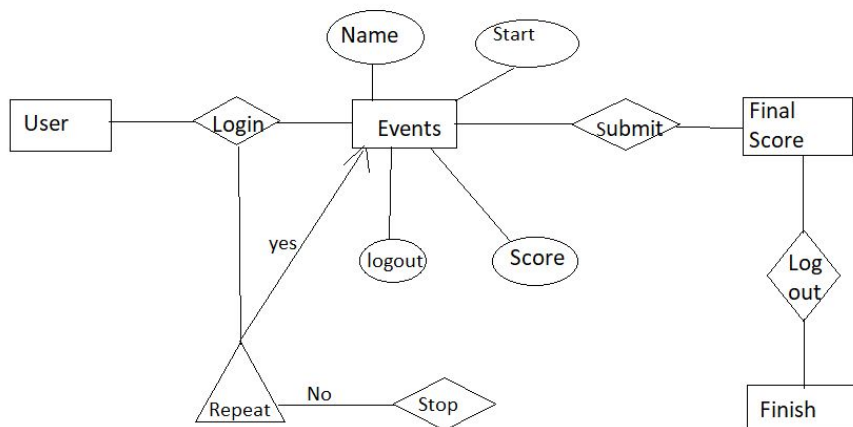 Name
Start
User
Login
Events
Submit
Final
Score
yes
logout
Score
Log
out
Repeat
No
Stop
Finish